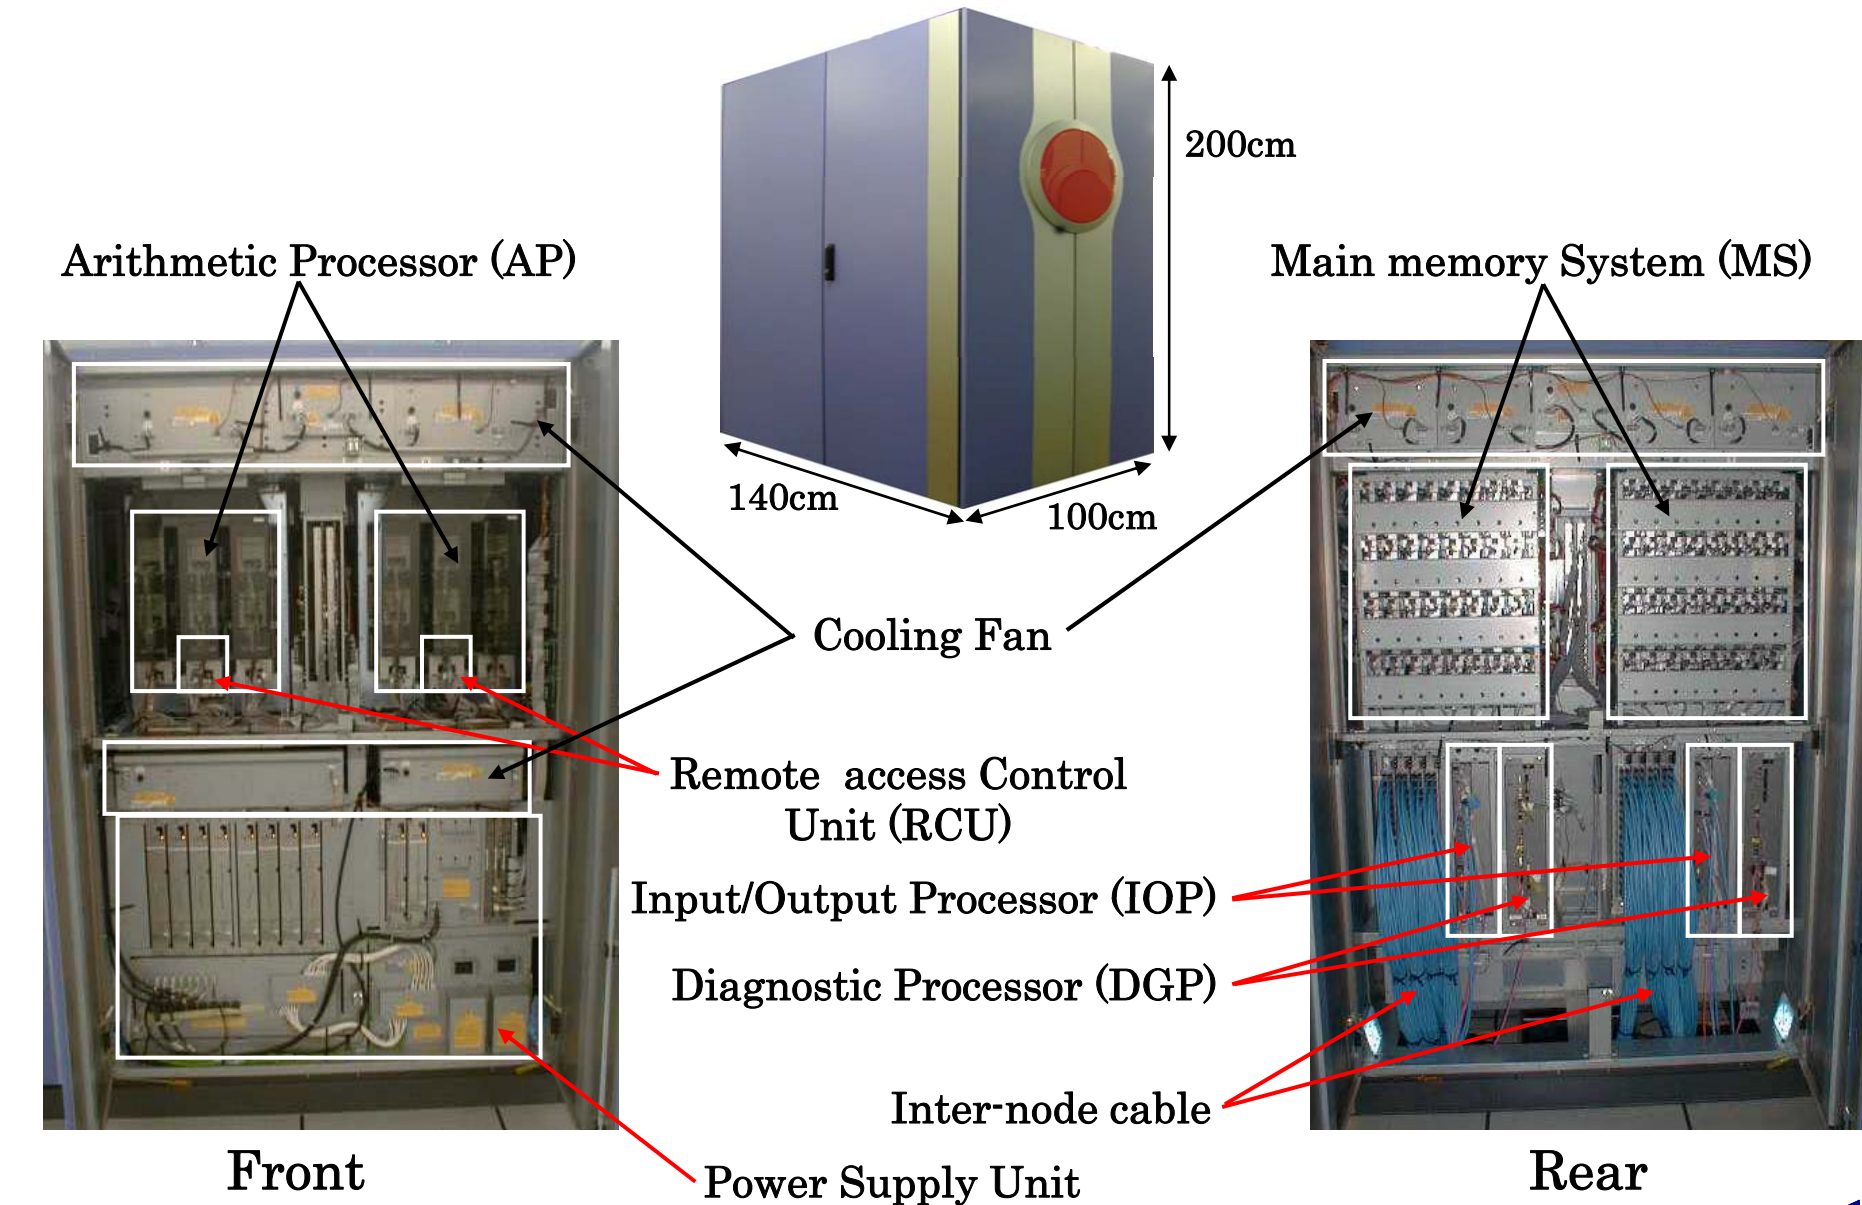 200cm
140cm
100cm
Arithmetic Processor (AP)
Main memory System (MS)
Cooling Fan
Remote access Control
Unit (RCU)
Input/Output Processor (IOP)
Diagnostic Processor (DGP)
Inter-node cable
Power Supply Unit
Front
Rear